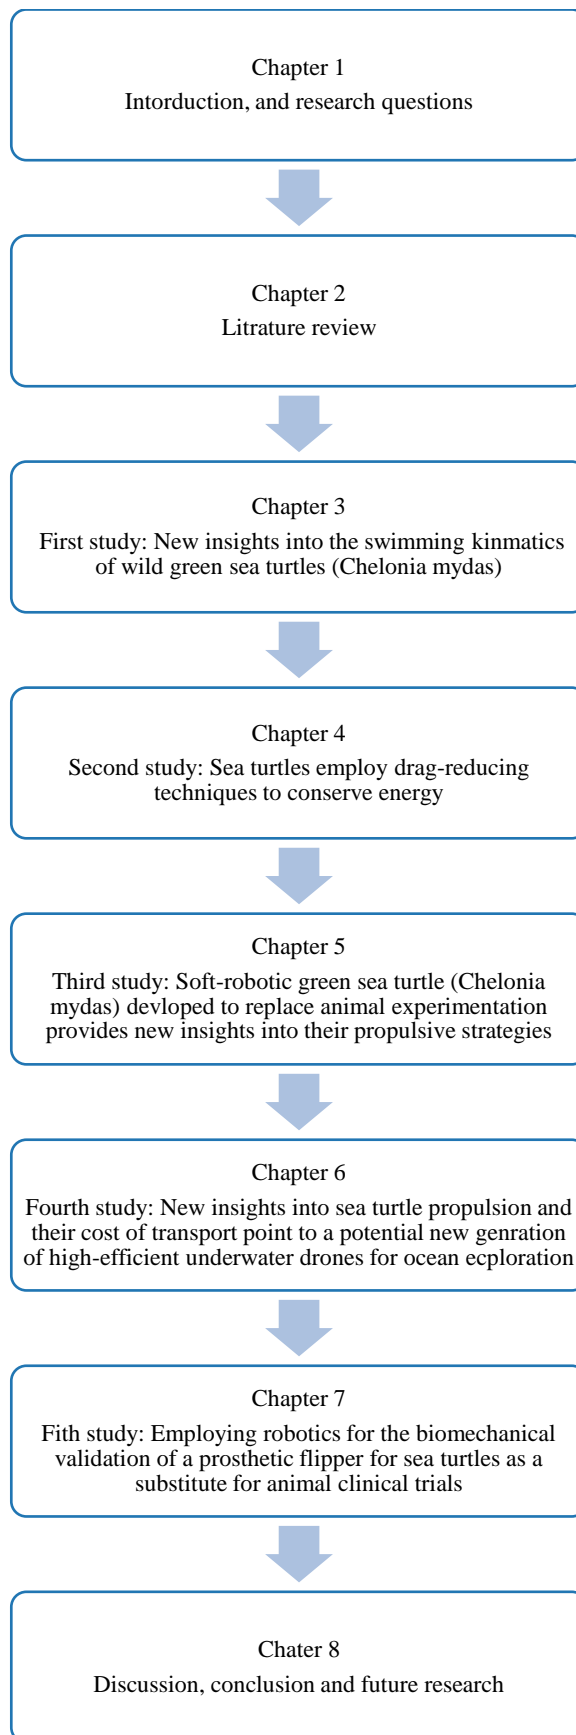 Chapter 1
Intorduction, and research questions
Chapter 2
Litrature review
Chapter 3
First study: New insights into the swimming kinmatics
of wild green sea turtles (Chelonia mydas)
Chapter 4
Second study: Sea turtles employ drag-reducing
techniques to conserve energy
Chapter 5
Third study: Soft-robotic green sea turtle (Chelonia
mydas) devloped to replace animal experimentation
provides new insights into their propulsive strategies
Chapter 6
Fourth study: New insights into sea turtle propulsion and
their cost of transport point to a potential new genration
of high-efficient underwater drones for ocean ecploration
Chapter 7
Fith study: Employing robotics for the biomechanical
validation of a prosthetic flipper for sea turtles as a
substitute for animal clinical trials
Chater 8
Discussion, conclusion and future research